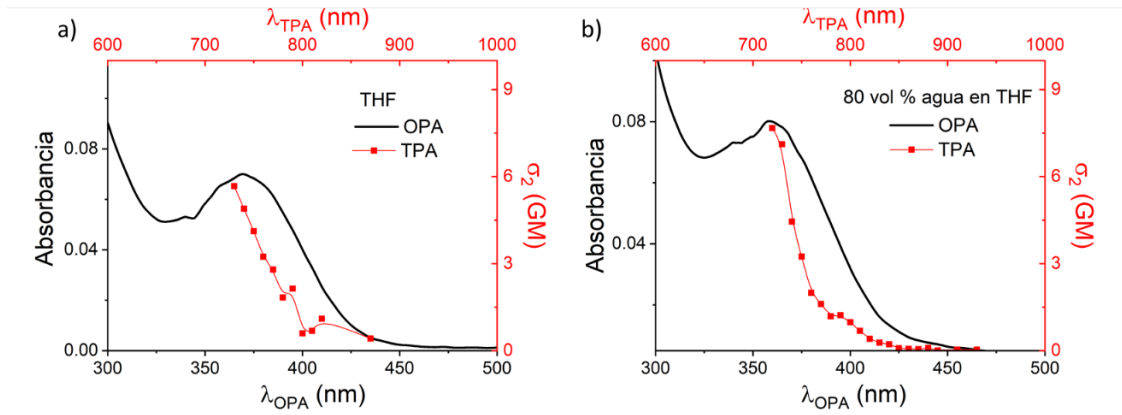 a)
λTPA (nm)
600 700 800 900 1000
THF
OPA
TPA
Absorbancia
0.08
0.04
0.00
9
6
3
0
σ2 (GM)
300 350 400 450 500
λOPA (nm)
b)
λTPA (nm)
600 700 800 900 1000
80 vol % agua en THF
OPA
TPA
Absorbancia
0.08
0.04
9
6
3
0
σ2 (GM)
300 350 400 450 500
λOPA (nm)